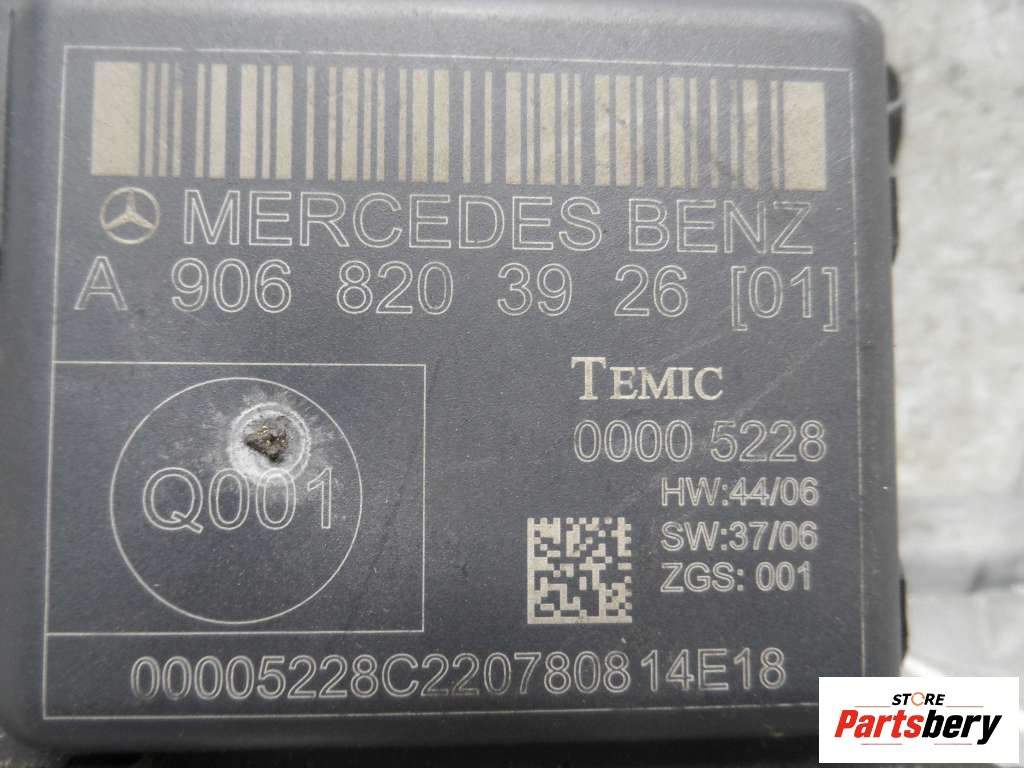 MERCEDES BENZ
A 906 820 39 26 [01]
TEMIC
0000 5228
HW:44/06
SW:37/06
ZGS: 001
Q001
00005228C220780814E18
STORE
Partsbery